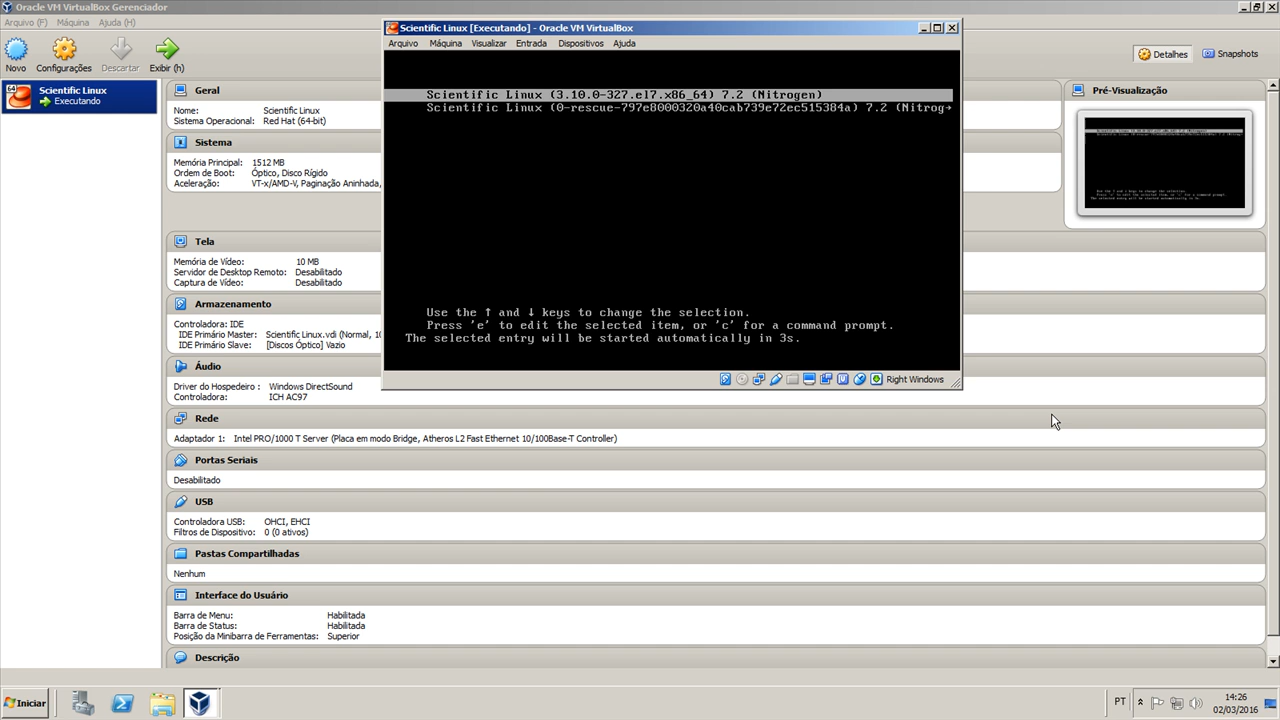 Oracle VM VirtualBox Gerenciador
Arquivo (F) Máquina Ajuda (H)
Novo Configurações Descartar Exibir (h)
Detalhes Snapshots
64
Scientific Linux
Executando
Geral
Nome: Scientific Linux
Sistema Operacional: Red Hat (64-bit)
Sistema
Memória Principal: 1512 MB
Ordem de Boot: Óptico, Disco Rígido
Aceleração: VT-x/AMD-V, Paginação Aninhada,
Tela
Memória de Vídeo: 10 MB
Servidor de Desktop Remoto: Desabilitado
Captura de Vídeo: Desabilitado
Armazenamento
Controladora: IDE
IDE Primário Master: Scientific Linux.vdi (Normal, 10
IDE Primário Slave: [Discos Óptico] Vazio
Áudio
Driver do Hospedeiro : Windows DirectSound
Controladora: ICH AC97
Rede
Adaptador 1: Intel PRO/1000 T Server (Placa em modo Bridge, Atheros L2 Fast Ethernet 10/100Base-T Controller)
Portas Seriais
Desabilitado
USB
Controladora USB: OHCI, EHCI
Filtros de Dispositivo: 0 (0 ativos)
Pastas Compartilhadas
Nenhum
Interface do Usuário
Barra de Menu: Habilitada
Barra de Status: Habilitada
Posição da Minibarra de Ferramentas: Superior
Descrição
Pré-Visualização
Scientific Linux [Executando] - Oracle VM VirtualBox
Arquivo Máquina Visualizar Entrada Dispositivos Ajuda
Scientific Linux (3.10.0-327.el7.x86_64) 7.2 (Nitrogen)
Scientific Linux (0-rescue-797e8000320a40cab739e72ec515384a) 7.2 (Nitrog→
Use the ↑ and ↓ keys to change the selection.
Press 'e' to edit the selected item, or 'c' for a command prompt.
The selected entry will be started automatically in 3s.
Right Windows
Iniciar
PT
14:26
02/03/2016